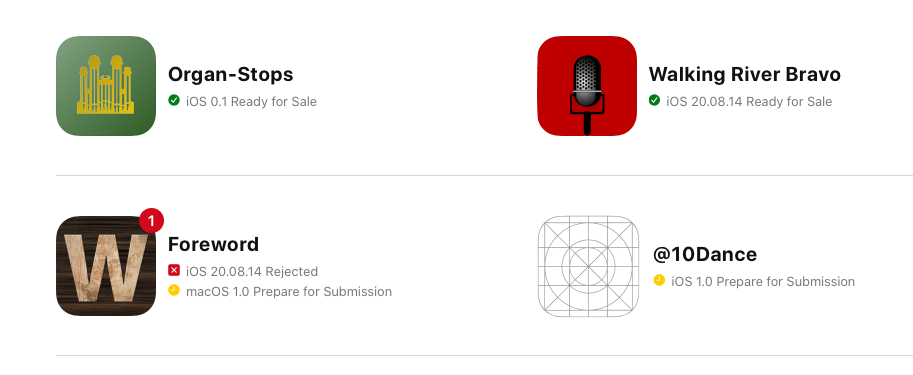 Organ-Stops
iOS 0.1 Ready for Sale
Walking River Bravo
iOS 20.08.14 Ready for Sale
W
1
Foreword
iOS 20.08.14 Rejected
macOS 1.0 Prepare for Submission
@10Dance
iOS 1.0 Prepare for Submission